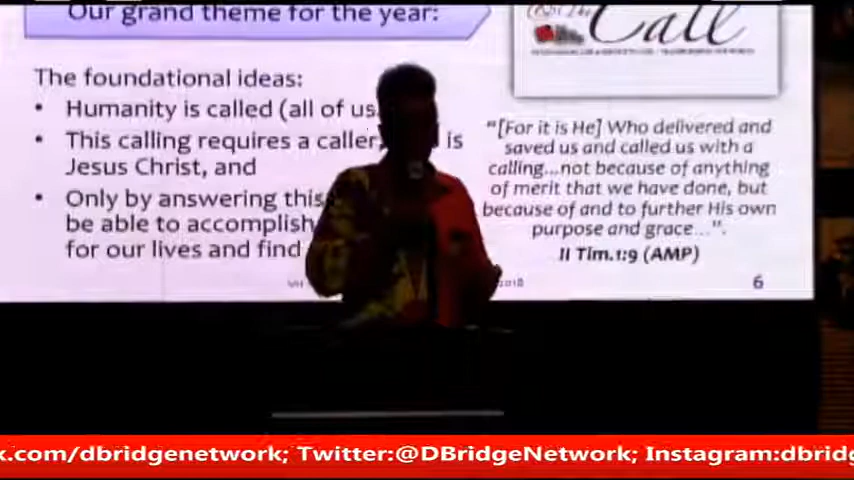 Our grand theme for the year:
Call
The foundational ideas:
• Humanity is called (all of us
• This calling requires a caller, is
Jesus Christ, and
• Only by answering this
be able to accomplish
for our lives and find
"[For it is He] Who delivered and
saved us and called us with a
calling...not because of anything
of merit that we have done, but
because of and to further His own
purpose and grace...".
II Tim.1:9 (AMP)
2018
6
k.com/dbridgenetwork; Twitter:@DBridgeNetwork; Instagram:dbridg